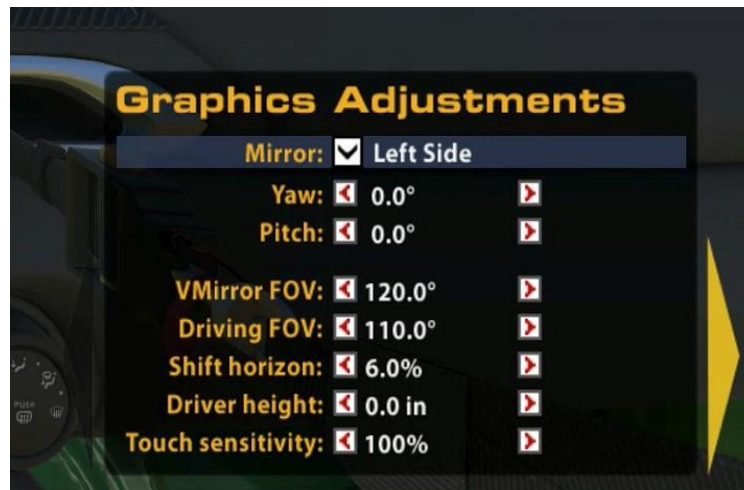 Graphics Adjustments
Mirror: Left Side
Yaw: 0.0°
Pitch: 0.0°
VMirror FOV: 120.0°
Driving FOV: 110.0°
Shift horizon: 6.0%
Driver height: 0.0 in
Touch sensitivity: 100%
PUSH